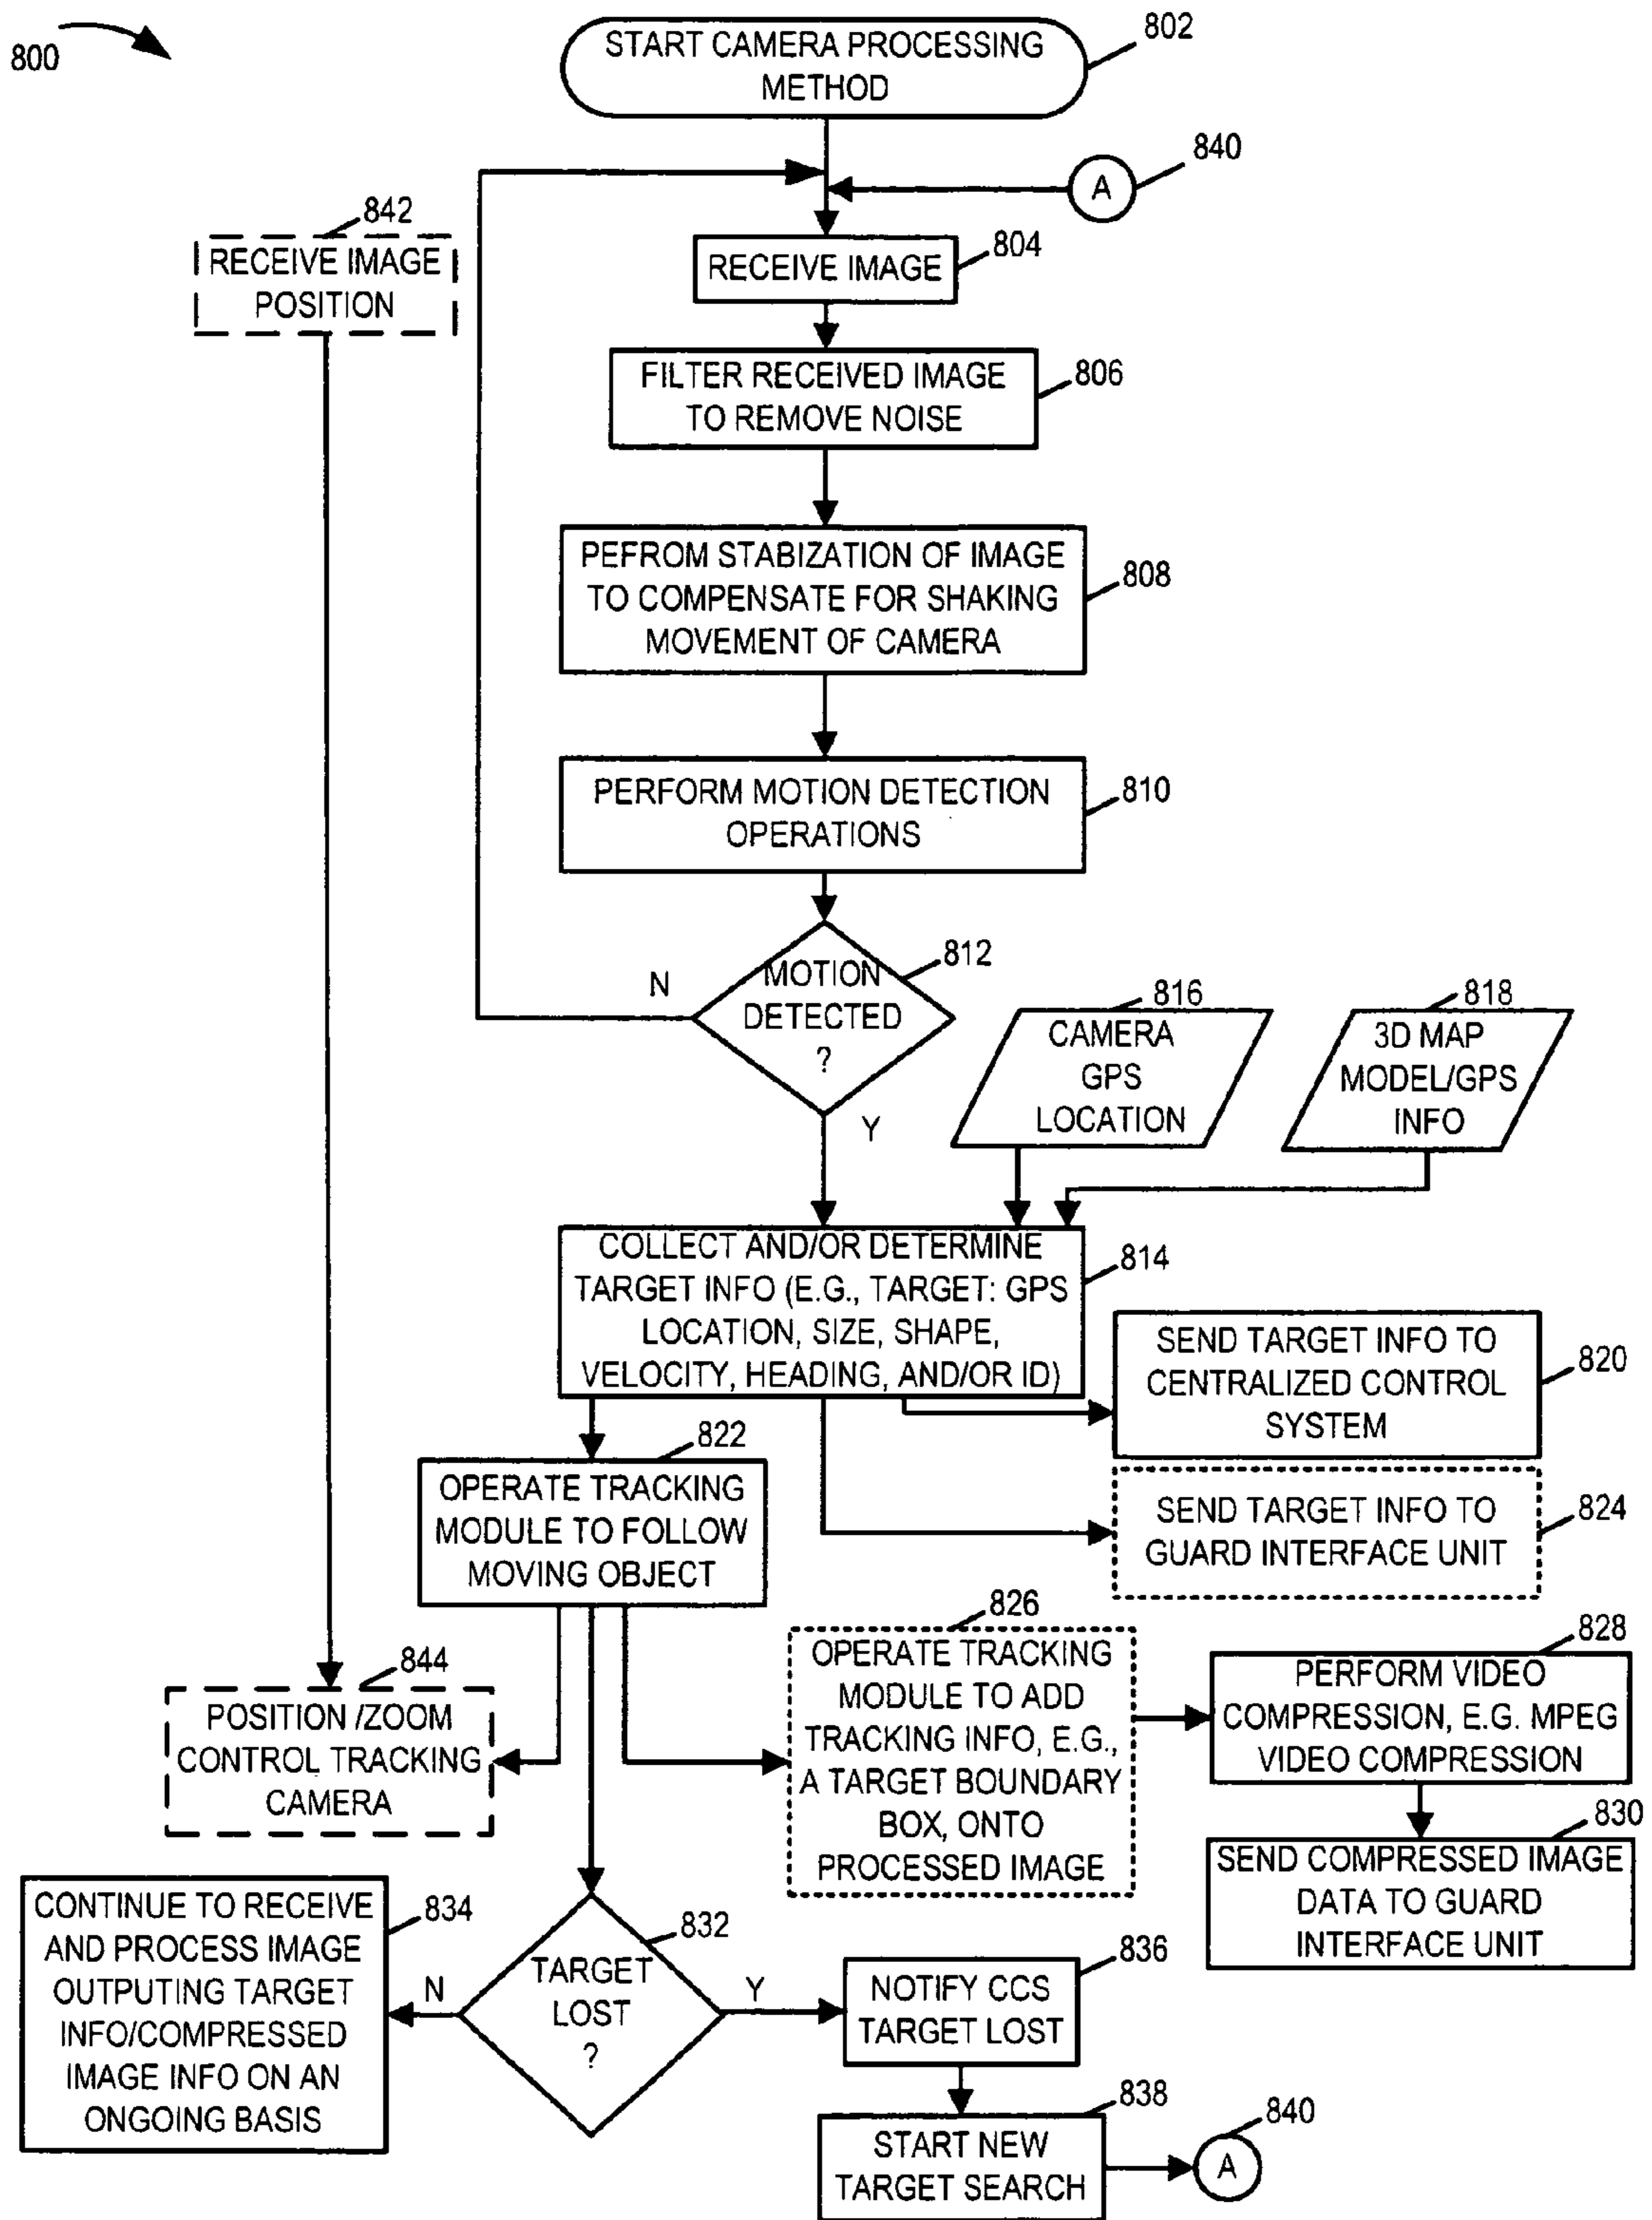 800
START CAMERA PROCESSING
METHOD
802
A
840
842
RECEIVE IMAGE
POSITION
RECEIVE IMAGE
804
FILTER RECEIVED IMAGE
TO REMOVE NOISE
806
PEFROM STABIZATION OF IMAGE
TO COMPENSATE FOR SHAKING
MOVEMENT OF CAMERA
808
PERFORM MOTION DETECTION
OPERATIONS
810
MOTION
DETECTED
?
812
N
Y
816
CAMERA
GPS
LOCATION
818
3D MAP
MODEL/GPS
INFO
COLLECT AND/OR DETERMINE
TARGET INFO (E.G., TARGET: GPS
LOCATION, SIZE, SHAPE,
VELOCITY, HEADING, AND/OR ID)
814
SEND TARGET INFO TO
CENTRALIZED CONTROL
SYSTEM
820
822
OPERATE TRACKING
MODULE TO FOLLOW
MOVING OBJECT
SEND TARGET INFO TO
GUARD INTERFACE UNIT
824
826
OPERATE TRACKING
MODULE TO ADD
TRACKING INFO, E.G.,
A TARGET BOUNDARY
BOX, ONTO
PROCESSED IMAGE
828
PERFORM VIDEO
COMPRESSION, E.G. MPEG
VIDEO COMPRESSION
844
POSITION /ZOOM
CONTROL TRACKING
CAMERA
830
SEND COMPRESSED IMAGE
DATA TO GUARD
INTERFACE UNIT
CONTINUE TO RECEIVE
AND PROCESS IMAGE
OUTPUTING TARGET
INFO/COMPRESSED
IMAGE INFO ON AN
ONGOING BASIS
834
TARGET
LOST
?
832
N
Y
836
NOTIFY CCS
TARGET LOST
838
START NEW
TARGET SEARCH
840
A